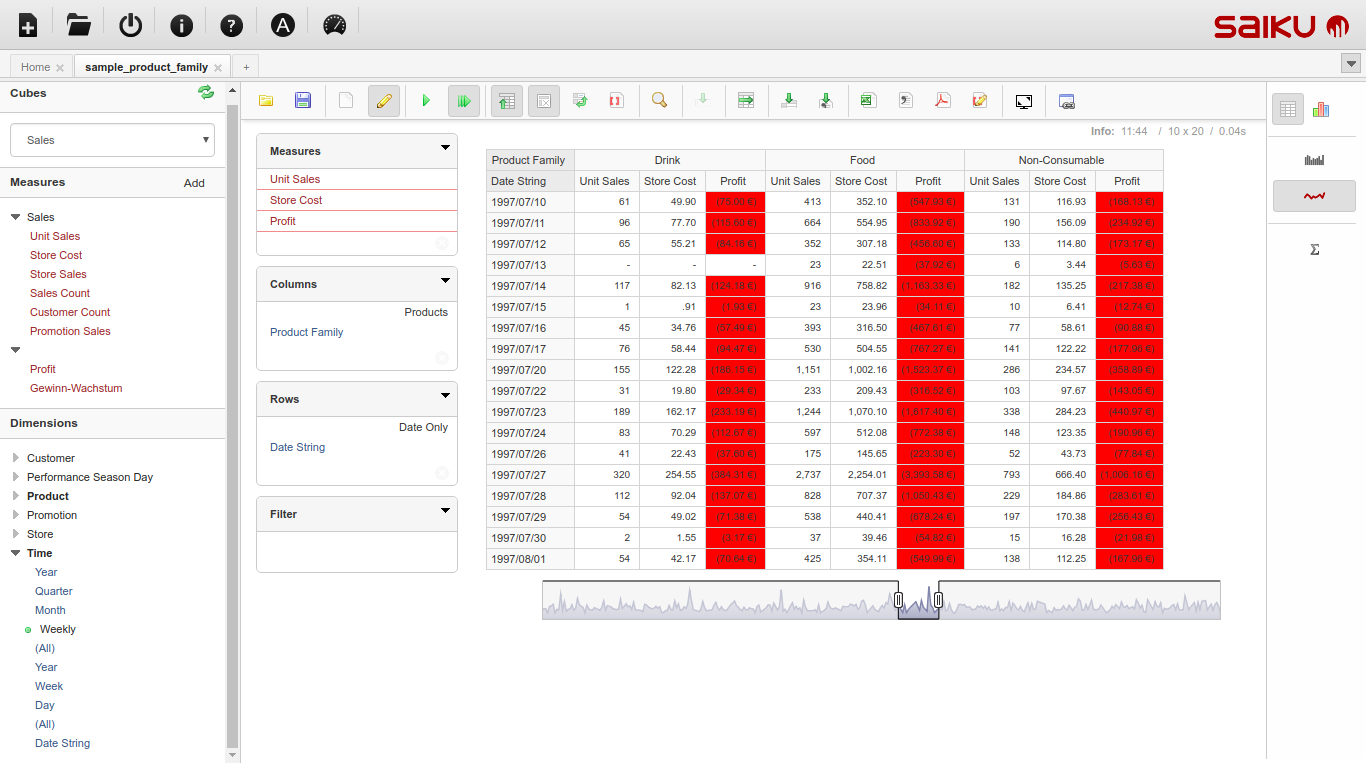 SAIKU
Home
sample_product_family
+
Cubes
Sales
Measures Add
Sales
Unit Sales
Store Cost
Store Sales
Sales Count
Customer Count
Promotion Sales
Profit
Gewinn-Wachstum
Dimensions
Customer
Performance Season Day
Product
Promotion
Store
Time
Year
Quarter
Month
Weekly
(All)
Year
Week
Day
(All)
Date String
Measures
Unit Sales
Store Cost
Profit
Columns
Products
Product Family
Rows
Date Only
Date String
Filter
Info: 11:44 / 10 x 20 / 0.04s
Product Family Drink Food Non-Consumable
Date String Unit Sales Store Cost Profit Unit Sales Store Cost Profit Unit Sales Store Cost Profit
1997/07/10 61 49.90 413 352.10 (547.93 €) 131 116.93 (168.13 €)
1997/07/11 96 77.70 (115.60 €) 664 554.95 (833.92 €) 190 156.09 (234.92 €)
1997/07/12 65 55.21 (84.16 €) 352 307.18 133 114.80 (173.17 €)
1997/07/13 - - - 23 22.51 (37.92 €) 6 3.44 (5.65 €)
1997/07/14 117 82.13 (124.18 €) 916 758.82 (1,163.33 €) 182 135.25 (217.38 €)
1997/07/15 1 .91 (1.93 €) 23 23.96 (34.11 €) 10 6.41 (12.74 €)
1997/07/16 45 34.76 (57.49 €) 393 316.50 (467.61 €) 77 58.61 (90.88 €)
1997/07/17 76 58.44 (94.47 €) 530 504.55 (767.27 €) 141 122.22 (177.96 €)
1997/07/20 155 122.28 (186.15 €) 1,151 1,002.16 (1,523.37 €) 286 234.57 (358.89 €)
1997/07/22 31 19.80 (29.34 €) 233 209.43 (316.52 €) 103 97.67 (143.05 €)
1997/07/23 189 162.17 (233.19 €) 1,244 1,070.10 (1,617.40 €) 338 284.23 (440.97 €)
1997/07/24 83 70.29 (112.67 €) 597 512.08 (772.38 €) 148 123.35 (190.96 €)
1997/07/26 41 22.43 (37.60 €) 175 145.65 (223.30 €) 52 43.73 (77.84 €)
1997/07/27 320 254.55 (384.31 €) 2,737 2,254.01 (3,393.58 €) 793 666.40 (1,006.16 €)
1997/07/28 112 92.04 (137.07 €) 828 707.37 (1,050.43 €) 229 184.86 (283.61 €)
1997/07/29 54 49.02 (71.38 €) 538 440.41 (678.24 €) 197 170.38 (256.43 €)
1997/07/30 2 1.55 (3.17 €) 37 39.46 (54.82 €) 15 16.28 (21.98 €)
1997/08/01 54 42.17 (70.64 €) 425 354.11 (549.99 €) 138 112.25 (167.96 €)